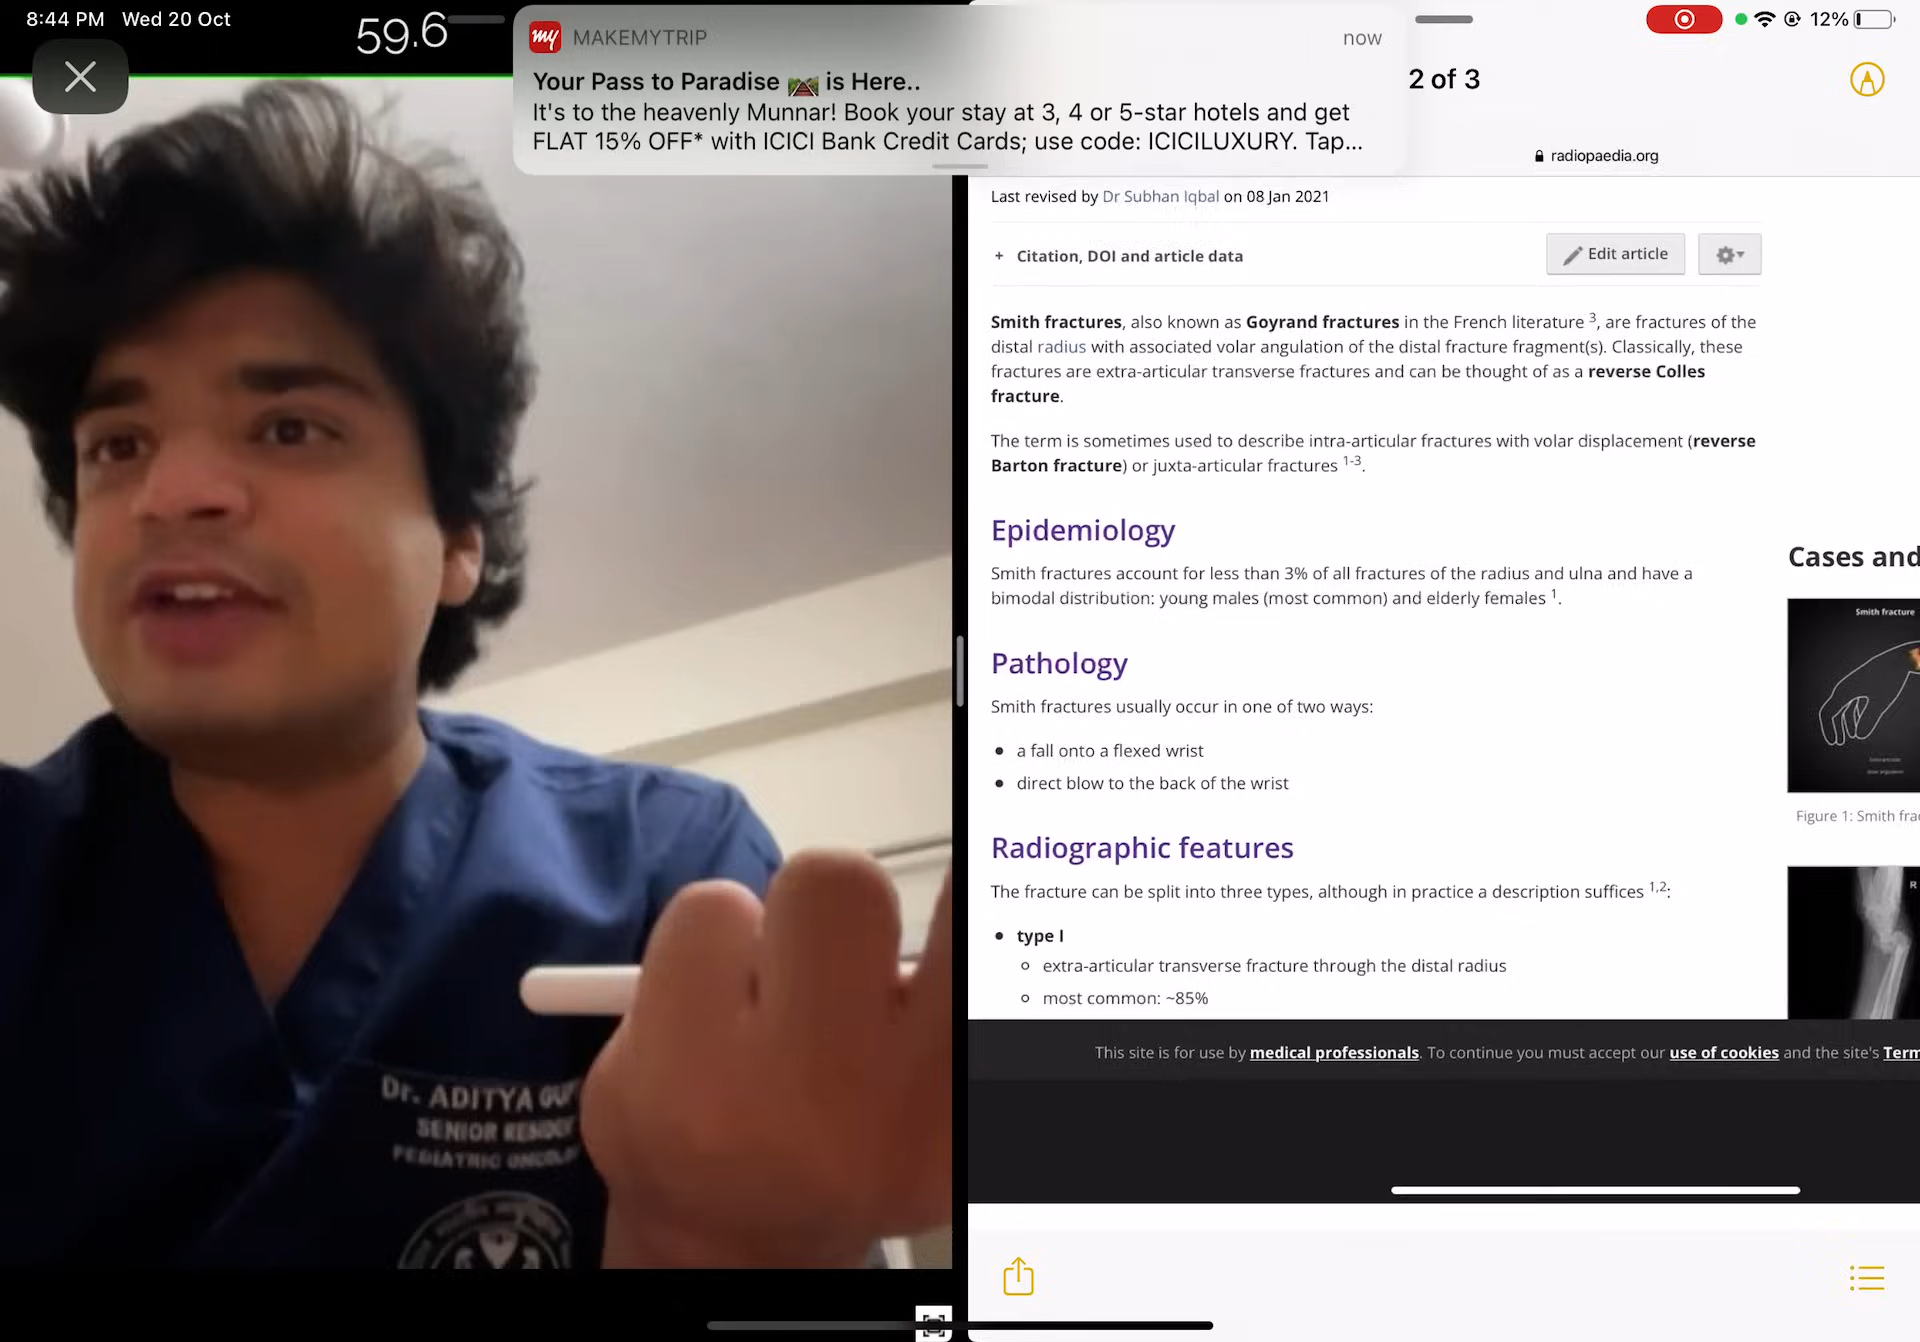 8:44 PM Wed 20 Oct
59.6
my MAKEMYTRIP
now
Your Pass to Paradise 🛤️ is Here..
It's to the heavenly Munnar! Book your stay at 3, 4 or 5-star hotels and get
FLAT 15% OFF* with ICICI Bank Credit Cards; use code: ICICILUXURY. Tap...
12%
2 of 3
radiopaedia.org
Last revised by Dr Subhan Iqbal on 08 Jan 2021
+ Citation, DOI and article data
Edit article
Smith fractures, also known as Goyrand fractures in the French literature 3, are fractures of the
distal radius with associated volar angulation of the distal fracture fragment(s). Classically, these
fractures are extra-articular transverse fractures and can be thought of as a reverse Colles
fracture.
The term is sometimes used to describe intra-articular fractures with volar displacement (reverse
Barton fracture) or juxta-articular fractures 1-3.
Epidemiology
Smith fractures account for less than 3% of all fractures of the radius and ulna and have a
bimodal distribution: young males (most common) and elderly females 1.
Pathology
Smith fractures usually occur in one of two ways:
• a fall onto a flexed wrist
• direct blow to the back of the wrist
Radiographic features
The fracture can be split into three types, although in practice a description suffices 1,2:
• type I
○ extra-articular transverse fracture through the distal radius
○ most common: ~85%
Cases and
Smith fracture
Figure 1: Smith frac
R
This site is for use by medical professionals. To continue you must accept our use of cookies and the site's Term
Dr. ADITYA
SENIOR
PEDIATRIC